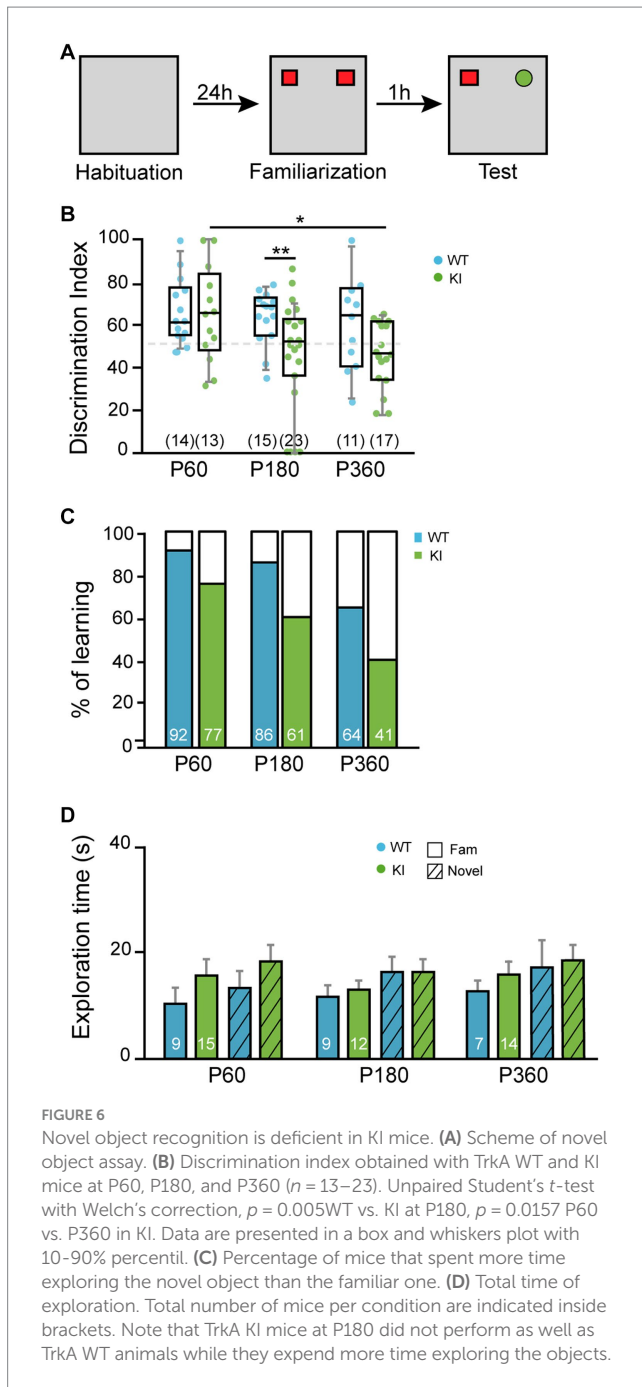 A
24h
1h
Habituation
Familiarization
Test
B
Discrimination Index
100
80
60
40
20
0
*
**
WT
KI
(14) (13) (15) (23) (11) (17)
P60 P180 P360
C
% of learning
100
80
60
40
20
0
WT
KI
92 77 86 61 64 41
P60 P180 P360
D
Exploration time (s)
40
20
0
WT Fam
KI Novel
9 15 9 12 7 14
P60 P180 P360
FIGURE 6
Novel object recognition is deficient in KI mice. (A) Scheme of novel
object assay. (B) Discrimination index obtained with TrkA WT and KI
mice at P60, P180, and P360 (n = 13–23). Unpaired Student's t-test
with Welch's correction, p = 0.005WT vs. KI at P180, p = 0.0157 P60
vs. P360 in KI. Data are presented in a box and whiskers plot with
10-90% percentil. (C) Percentage of mice that spent more time
exploring the novel object than the familiar one. (D) Total time of
exploration. Total number of mice per condition are indicated inside
brackets. Note that TrkA KI mice at P180 did not perform as well as
TrkA WT animals while they expend more time exploring the objects.